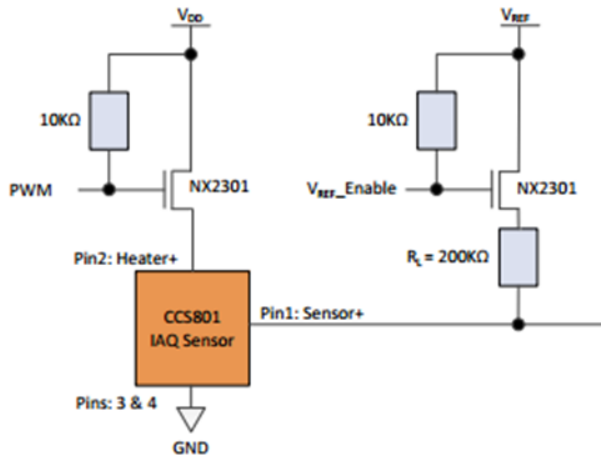 VDD
VREF
10KΩ
10KΩ
NX2301
NX2301
PWM
VREF_Enable
Pin2: Heater+
RL = 200KΩ
CCS801
IAQ Sensor
Pin1: Sensor+
Pins: 3 & 4
GND